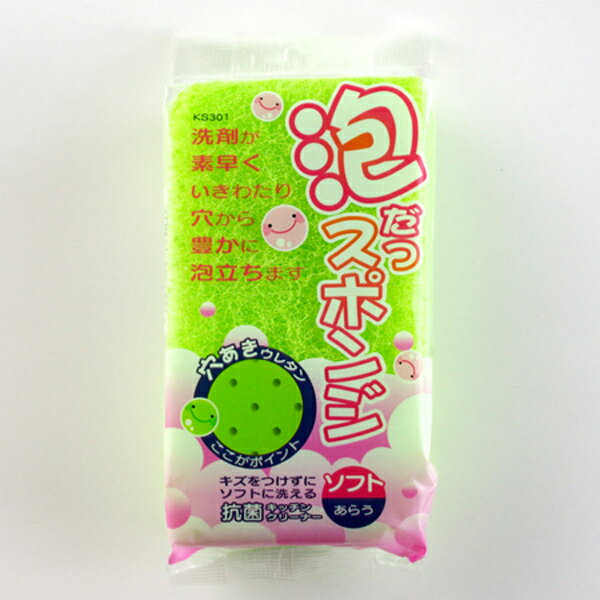 KS301
洗剤が
素早く
いきわたり
穴から
豊かに
泡立ちます
泡だつ
スポンジ
穴あきウレタン
ここがポイント
キズをつけずに
ソフトに洗える
抗菌キッチン
クリーナー
ソフト
あらう